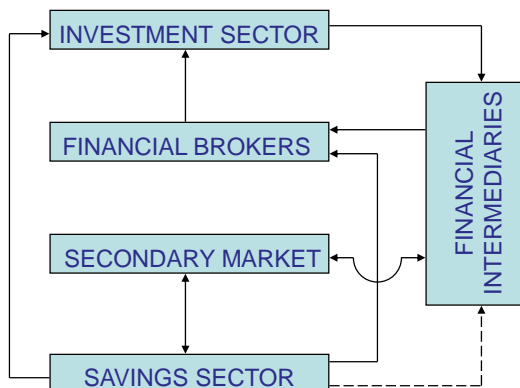 INVESTMENT SECTOR
FINANCIAL BROKERS
SECONDARY MARKET
SAVINGS SECTOR
FINANCIAL
INTERMEDIARIES